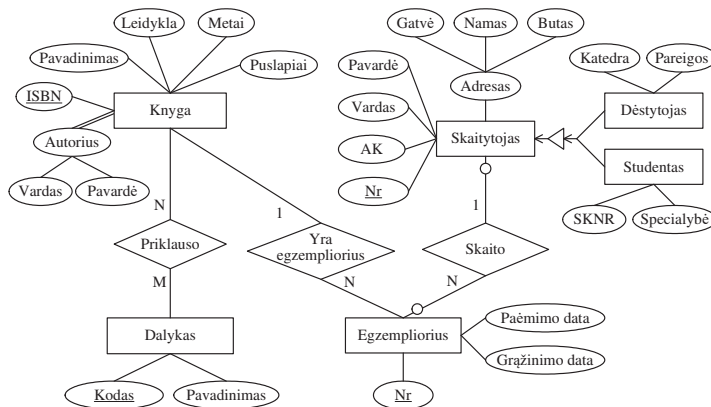 Leidykla
Metai
Pavadinimas
Puslapiai
ISBN
Knyga
Autorius
Vardas
Pavardė
Gatvė
Namas
Butas
Pavardė
Adresas
Vardas
Skaitytojas
AK
Nr
Katedra
Pareigos
Dėstytojas
Studentas
SKNR
Specialybė
N
Priklauso
M
1
Yra
egzempliorius
N
1
Skaito
N
Dalykas
Kodas
Pavadinimas
Egzempliorius
Paėmimo data
Grąžinimo data
Nr